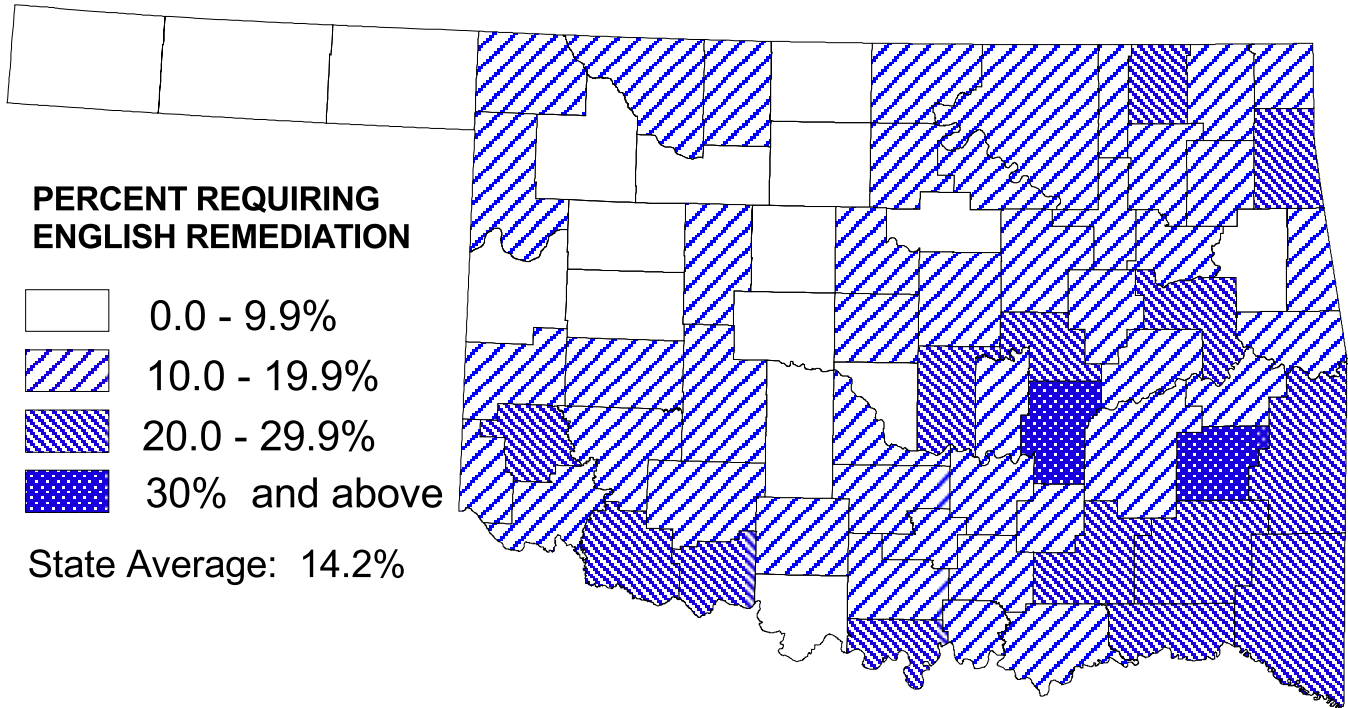 PERCENT REQUIRING
ENGLISH REMEDIATION
0.0 - 9.9%
10.0 - 19.9%
20.0 - 29.9%
30% and above
State Average: 14.2%